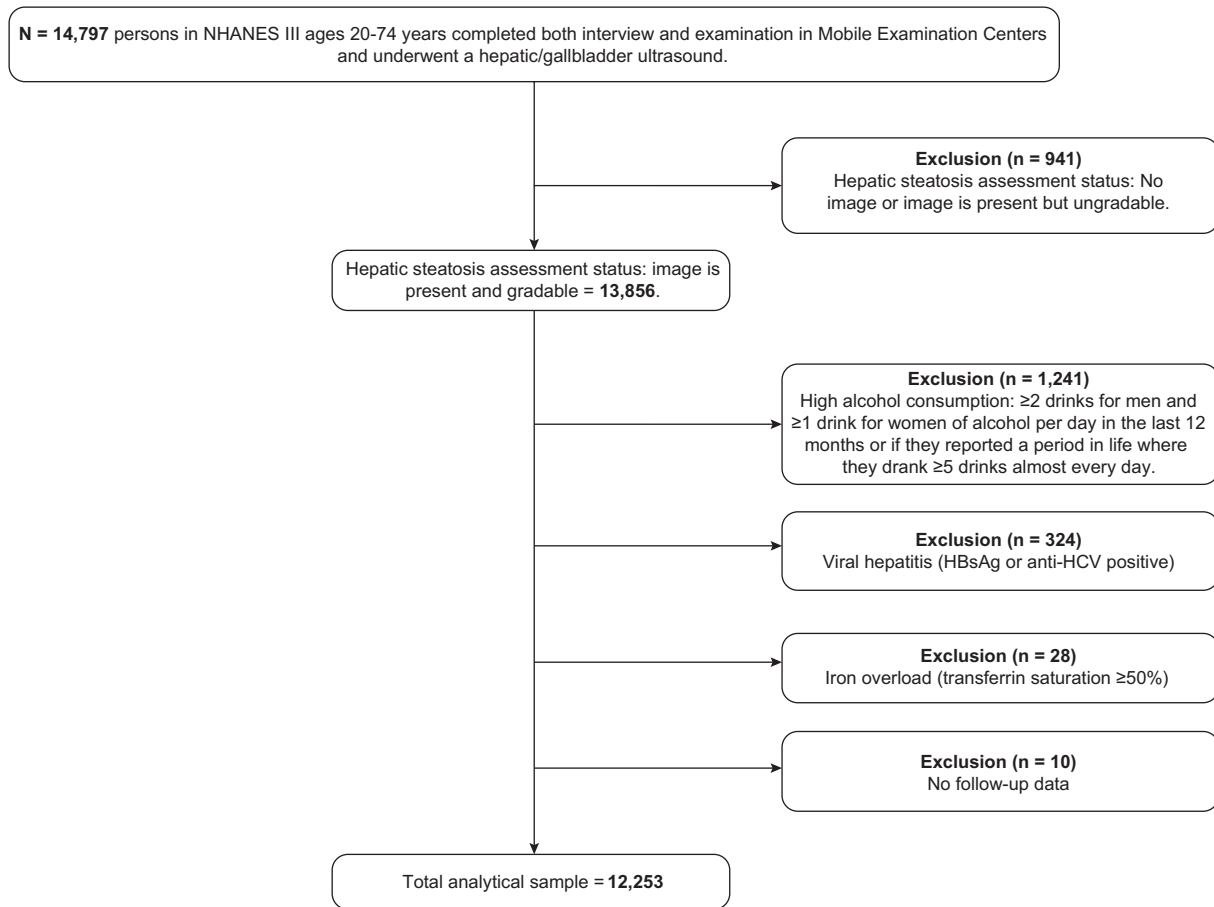 N = 14,797 persons in NHANES III ages 20-74 years completed both interview and examination in Mobile Examination Centers
and underwent a hepatic/gallbladder ultrasound.
Exclusion (n = 941)
Hepatic steatosis assessment status: No
image or image is present but ungradable.
Hepatic steatosis assessment status: image is
present and gradable = 13,856.
Exclusion (n = 1,241)
High alcohol consumption: ≥2 drinks for men and
≥1 drink for women of alcohol per day in the last 12
months or if they reported a period in life where
they drank ≥5 drinks almost every day.
Exclusion (n = 324)
Viral hepatitis (HBsAg or anti-HCV positive)
Exclusion (n = 28)
Iron overload (transferrin saturation ≥50%)
Exclusion (n = 10)
No follow-up data
Total analytical sample = 12,253